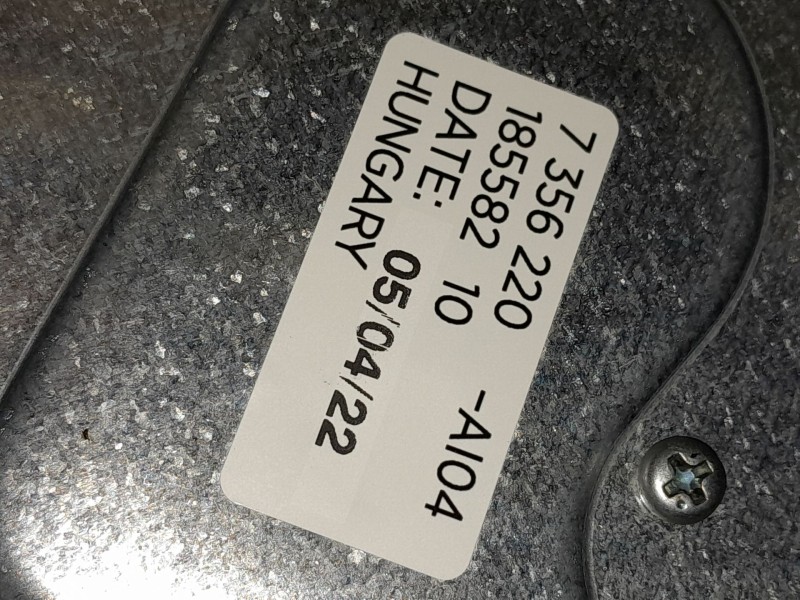 7 356 220 -AI04
185582 10
DATE: 05/04/22
HUNGARY